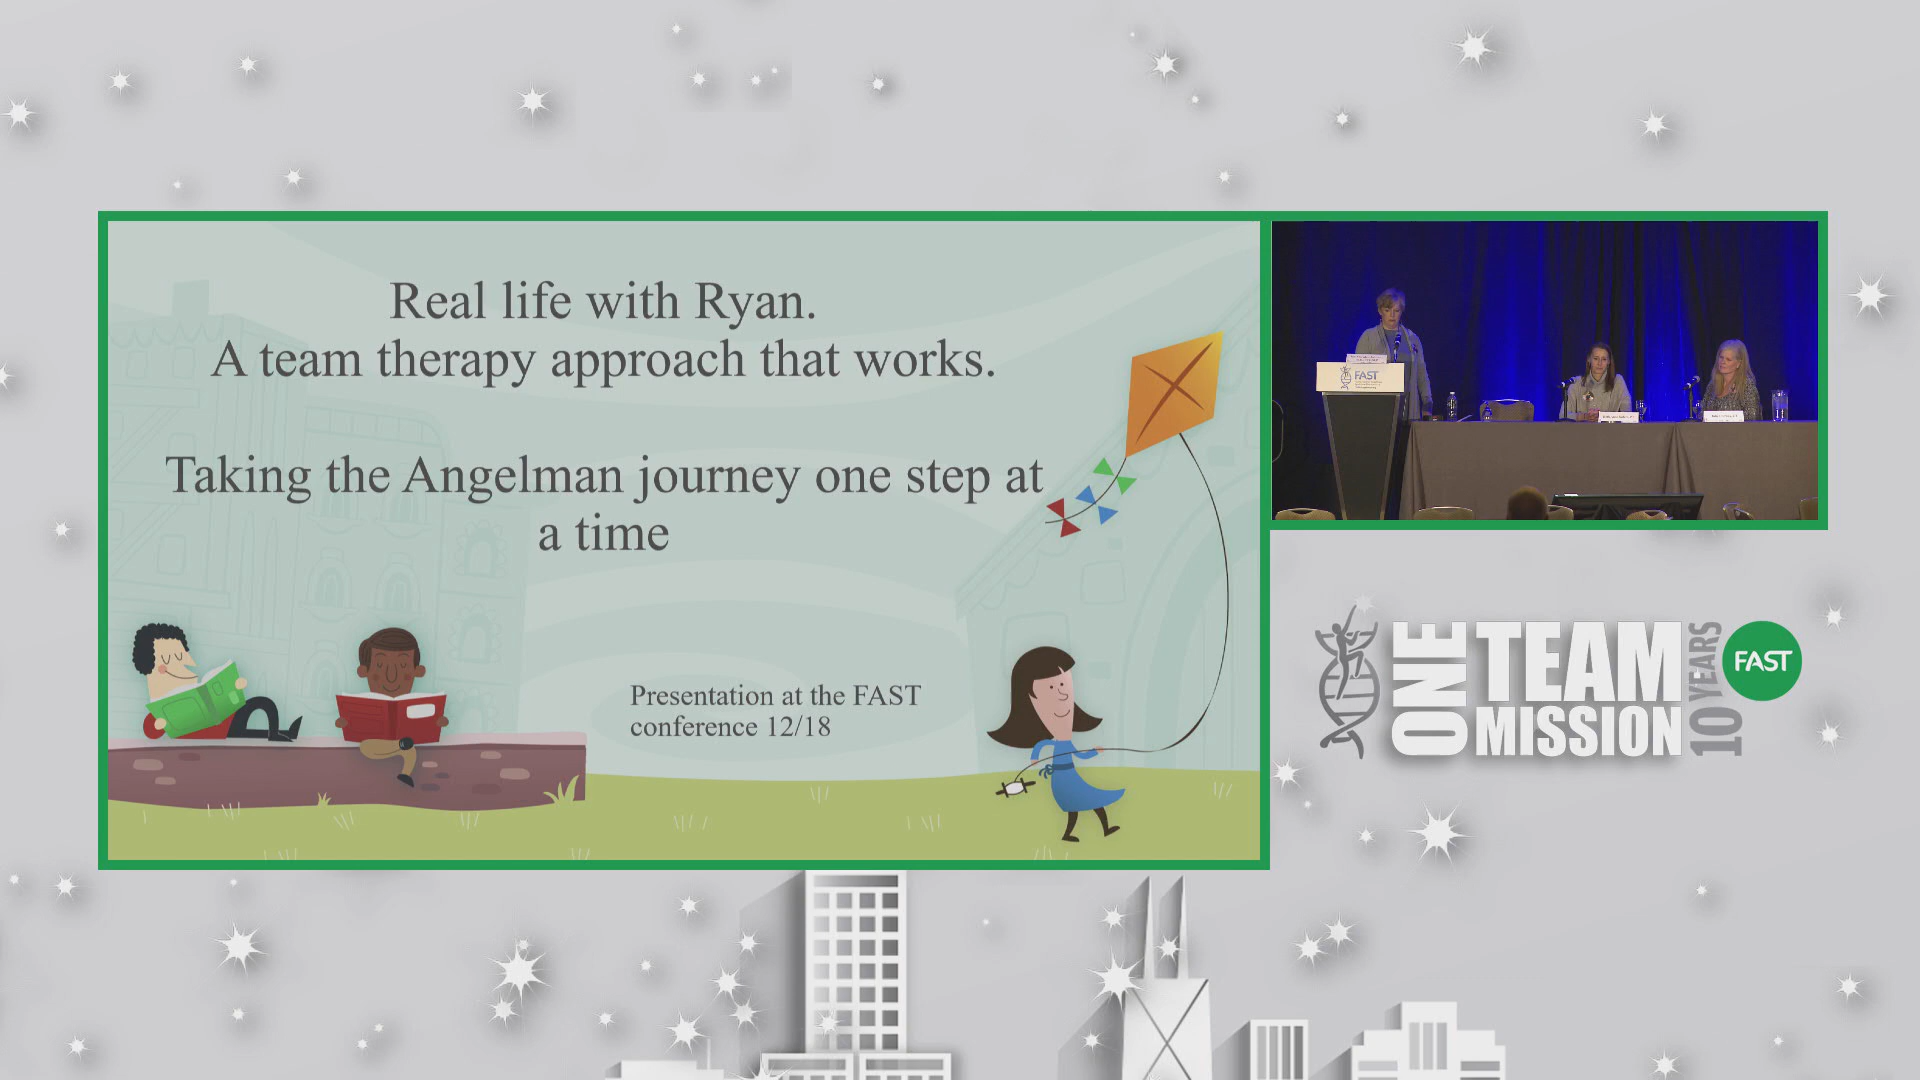 Real life with Ryan.
A team therapy approach that works.
Taking the Angelman journey one step at
a time
Presentation at the FAST
conference 12/18
FAST
ONE
TEAM
MISSION
10 YEARS
FAST